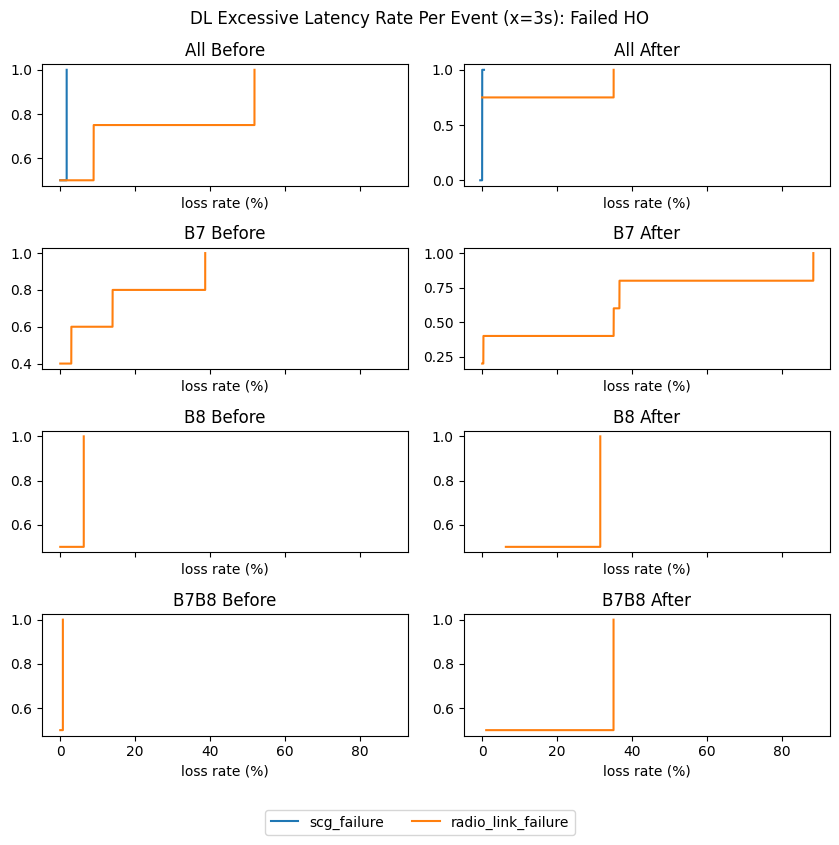 DL Excessive Latency Rate Per Event (x=3s): Failed HO
All Before
1.0
0.8
0.6
loss rate (%)
All After
1.0
0.5
0.0
loss rate (%)
B7 Before
1.0
0.8
0.6
0.4
loss rate (%)
B7 After
1.00
0.75
0.50
0.25
loss rate (%)
B8 Before
1.0
0.8
0.6
loss rate (%)
B8 After
1.0
0.8
0.6
loss rate (%)
B7B8 Before
1.0
0.8
0.6
0 20 40 60 80
loss rate (%)
B7B8 After
1.0
0.8
0.6
0 20 40 60 80
loss rate (%)
scg_failure radio_link_failure